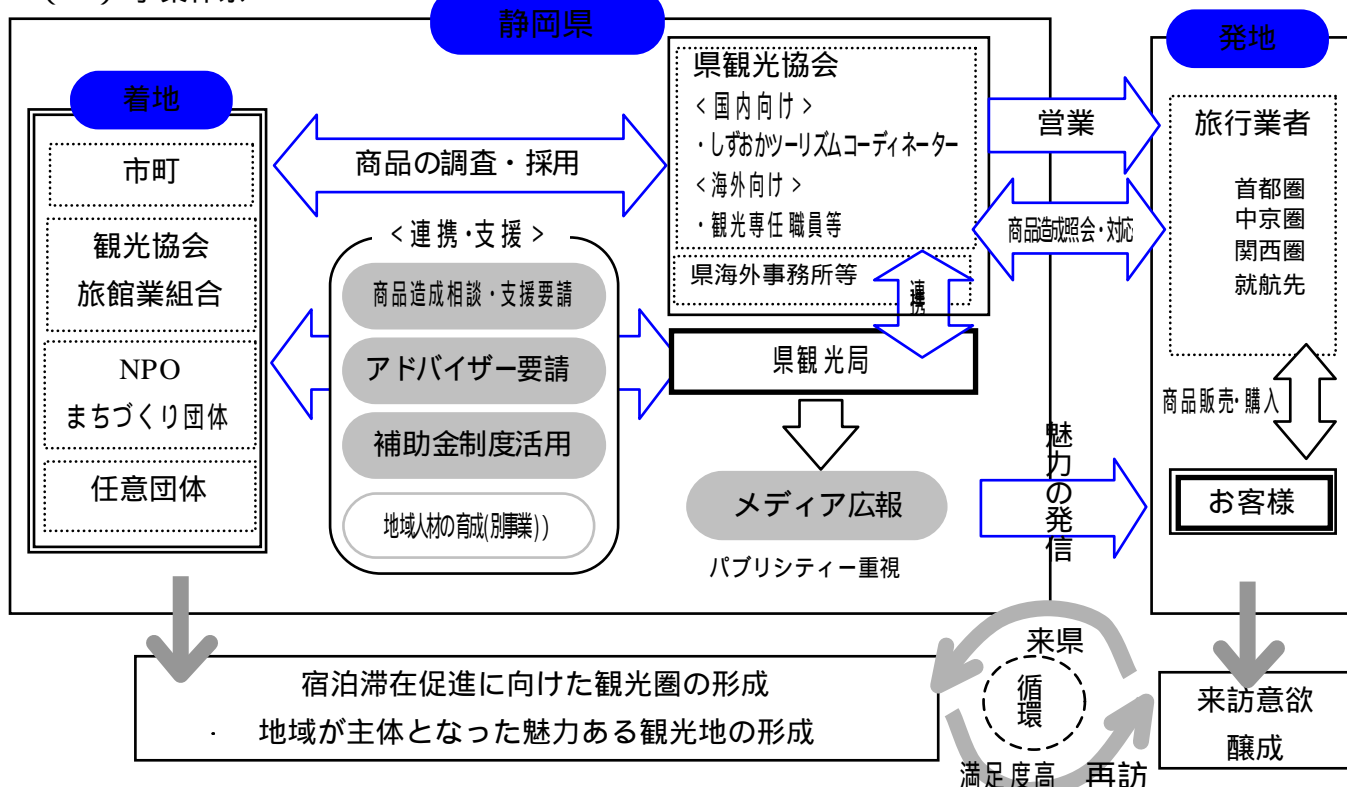 静岡県
着地
市町
観光協会
旅館業組合
NPO
まちづくり団体
任意団体
商品の調査・採用
<連携・支援>
商品造成相談・支援要請
アドバイザー要請
補助金制度活用
地域人材の育成(別事業))
県観光協会
<国内向け>
・しずおかツーリズムコーディネーター
<海外向け>
・観光専任職員等
県海外事務所等
連携
県観光局
メディア広報
パブリシティー重視
営業
商品造成照会・対応
魅力の発信
発地
旅行業者
首都圏
中京圏
関西圏
就航先
商品販売・購入
お客様
宿泊滞在促進に向けた観光圏の形成
・ 地域が主体となった魅力ある観光地の形成
来県
循環
満足度高
再訪
来訪意欲
醸成